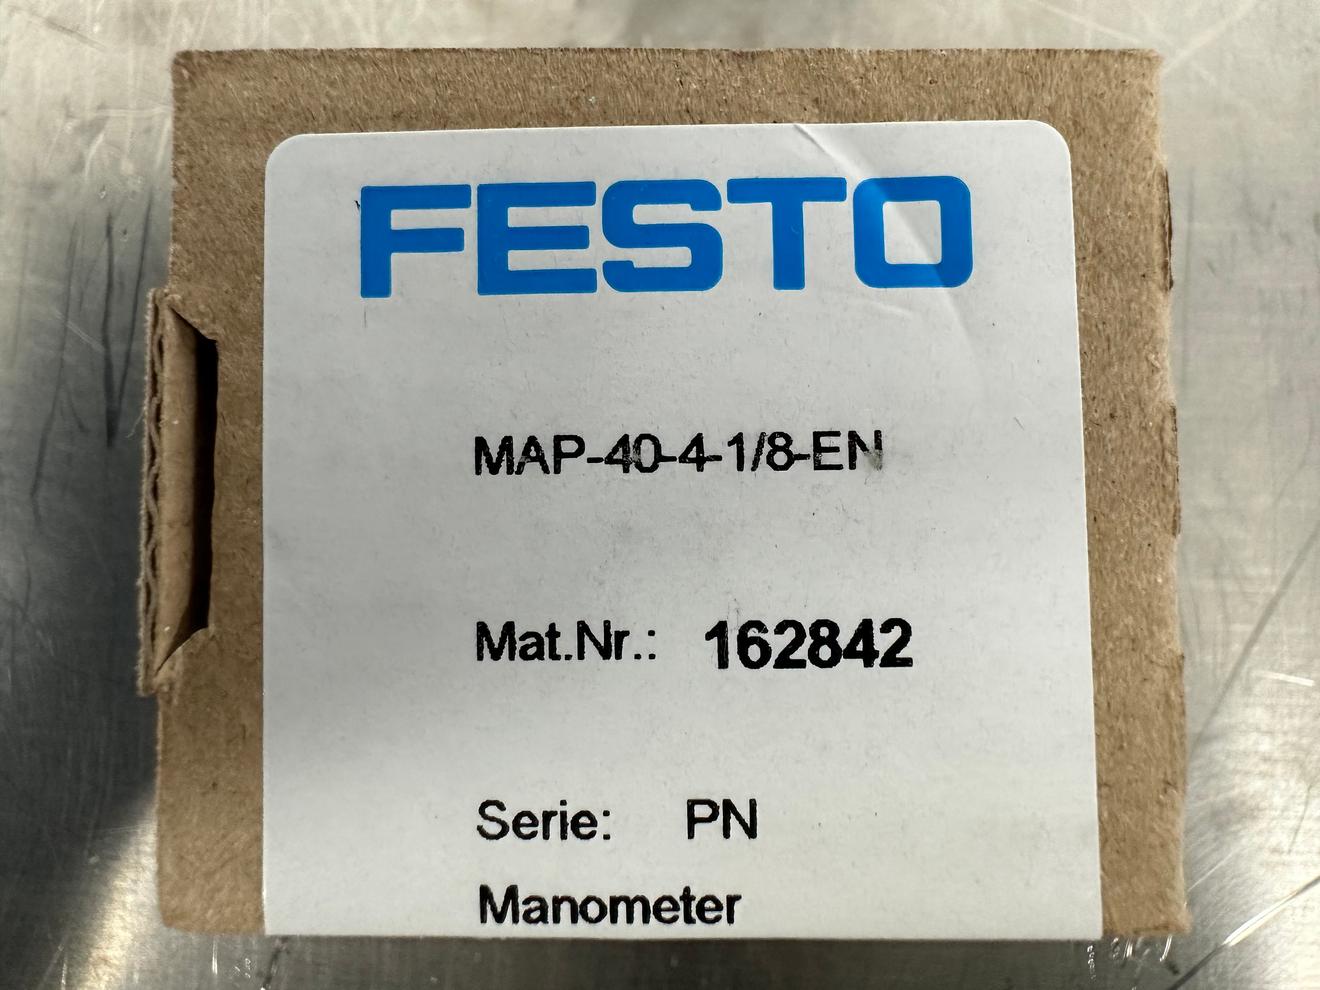 FESTO
MAP-40-4-1/8-EN
Mat.Nr.: 162842
Serie: PN
Manometer